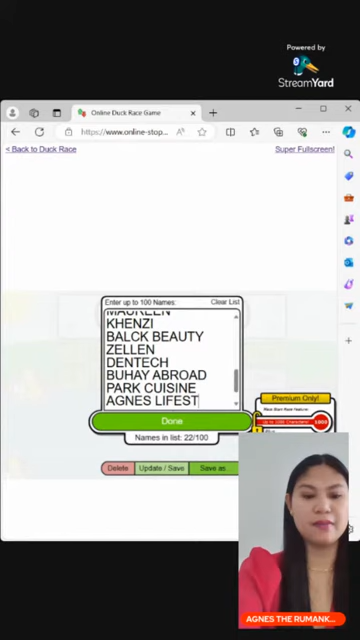 Powered by
StreamYard
Online Duck Race Game
https://www.online-stop...
< Back to Duck Race
Super Fullscreen!
Enter up to 100 Names:
Clear List
MAUREEN
KHENZI
BALCK BEAUTY
ZELLEN
DENTECH
BUHAY ABROAD
PARK CUISINE
AGNES LIFEST
Done
Names in list: 22/100
Delete
Update / Save
Save as...
Premium Only!
1000
AGNES THE RUMANK...